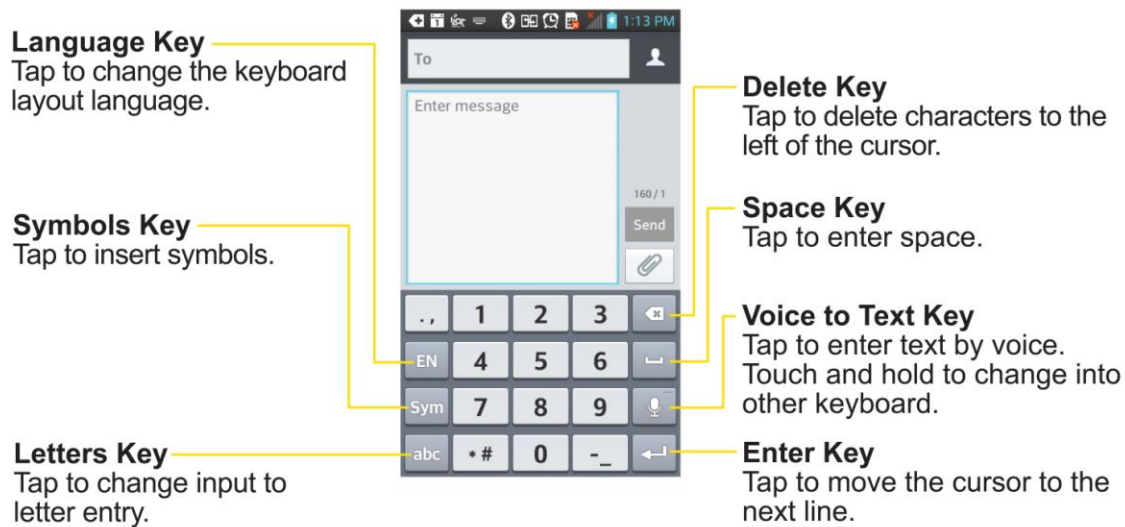 Language Key
Tap to change the keyboard
layout language.
Symbols Key
Tap to insert symbols.
Letters Key
Tap to change input to
letter entry.
1:13 PM
To
Enter message
160 / 1
Send
. , 1 2 3
EN 4 5 6
Sym 7 8 9
abc * # 0 -_
Delete Key
Tap to delete characters to the
left of the cursor.
Space Key
Tap to enter space.
Voice to Text Key
Tap to enter text by voice.
Touch and hold to change into
other keyboard.
Enter Key
Tap to move the cursor to the
next line.